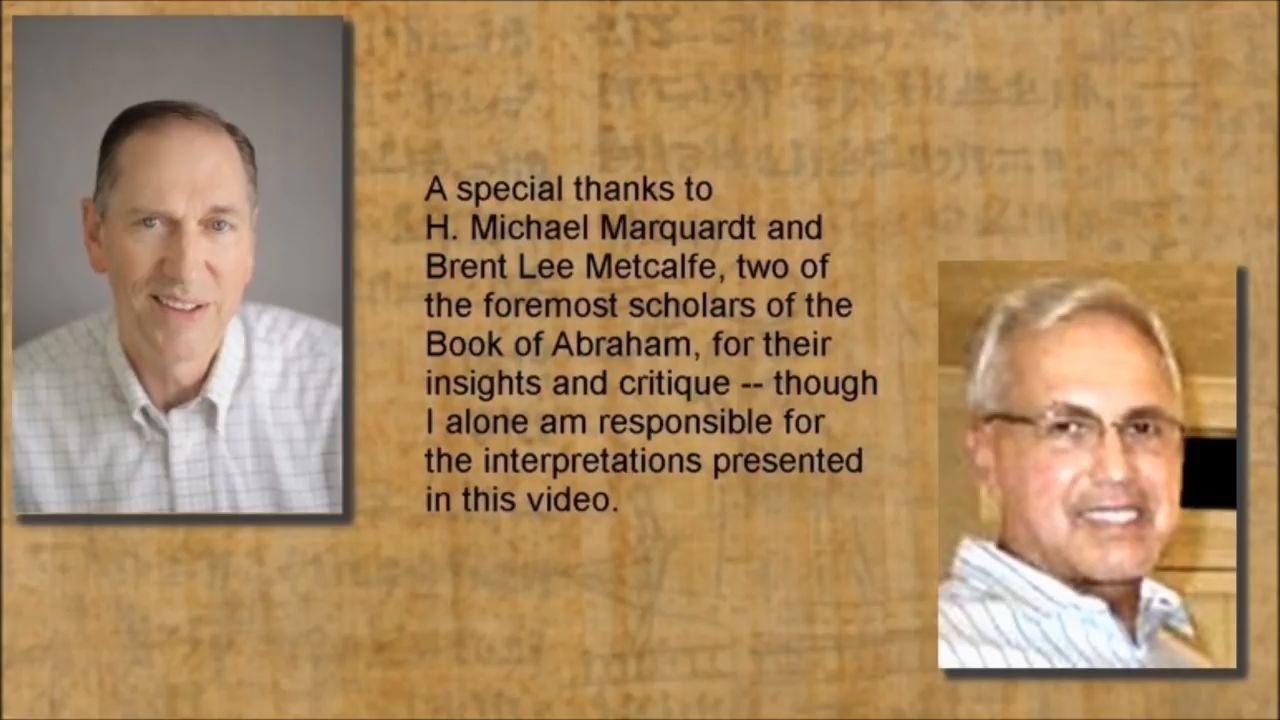 A special thanks to
H. Michael Marquardt and
Brent Lee Metcalfe, two of
the foremost scholars of the
Book of Abraham, for their
insights and critique -- though
I alone am responsible for
the interpretations presented
in this video.